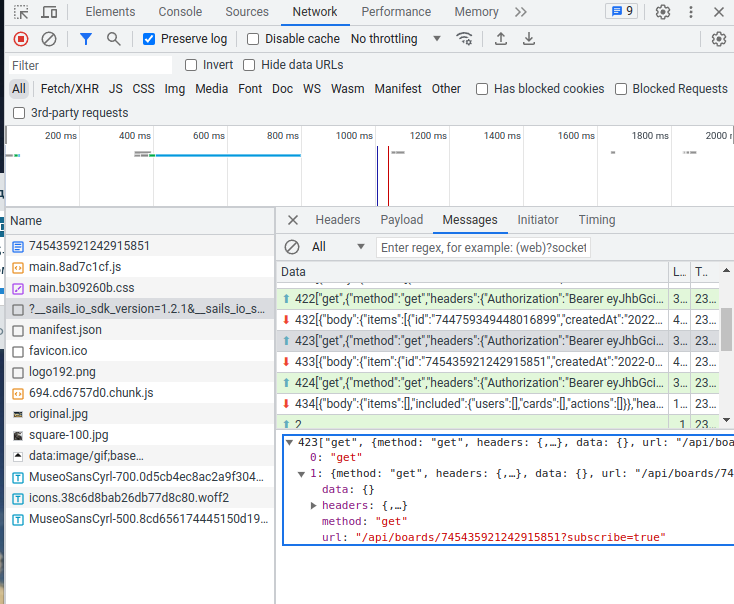 Elements Console Sources Network Performance Memory 9
Preserve log Disable cache No throttling
Filter Invert Hide data URLs
All Fetch/XHR JS CSS Img Media Font Doc WS Wasm Manifest Other Has blocked cookies Blocked Requests
3rd-party requests
200 ms 400 ms 600 ms 800 ms 1000 ms 1200 ms 1400 ms 1600 ms 1800 ms 2000 r
Name
745435921242915851
main.8ad7c1cf.js
main.b309260b.css
?__sails_io_sdk_version=1.2.1&__sails_io_s...
manifest.json
favicon.ico
logo192.png
694.cd6757d0.chunk.js
original.jpg
square-100.jpg
data:image/gif;base...
MuseoSansCyrl-700.0d5cb4ec8ac2a9f304...
icons.38c6d8bab26db77d8c80.woff2
MuseoSansCyrl-500.8cd656174445150d19...
Headers Payload Messages Initiator Timing
All Enter regex, for example: (web)?socket
Data L... T..
422["get",{"method":"get","headers":{"Authorization":"Bearer eyJhbGci... 3... 23...
432[{"body":{"items":[{"id":"744759349448016899","createdAt":"2022... 4... 23...
423["get",{"method":"get","headers":{"Authorization":"Bearer eyJhbGci... 3... 23...
433[{"body":{"item":{"id":"745435921242915851","createdAt":"2022-0... 4... 23...
424["get",{"method":"get","headers":{"Authorization":"Bearer eyJhbGci... 3... 23...
434[{"body":{"items":[],"included":{"users":[],"cards":[],"actions":[]}},"hea... 1... 23...
2 1 23...
423["get", {method: "get", headers: {,…}, data: {}, url: "/api/boa
0: "get"
1: {method: "get", headers: {,…}, data: {}, url: "/api/boards/74
data: {}
headers: {,…}
method: "get"
url: "/api/boards/745435921242915851?subscribe=true"